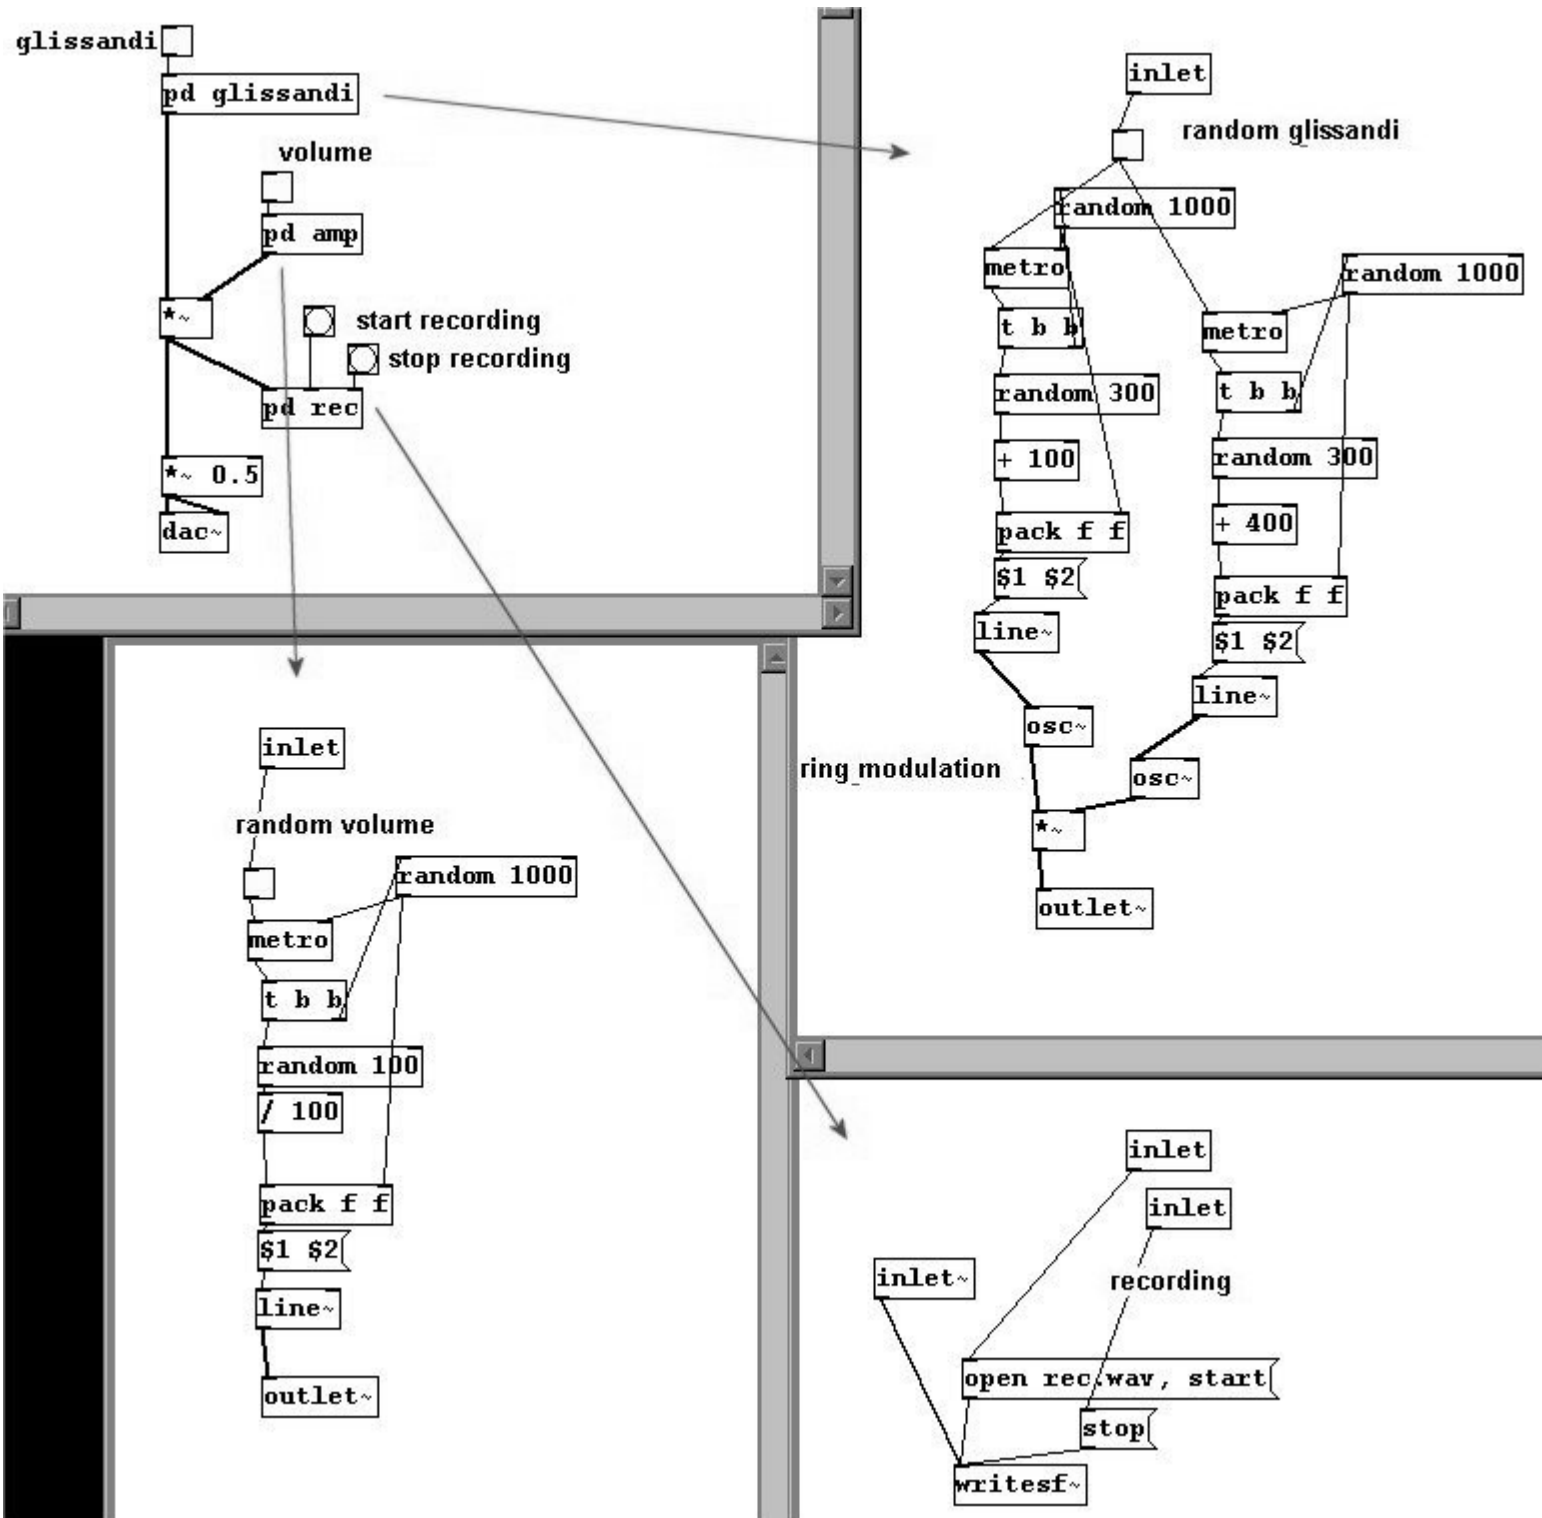 glissandi
pd glissandi
volume
pd amp
*~
start recording
stop recording
pd rec
*~ 0.5
dac~
inlet
random glissandi
random 1000
metro
random 1000
t b b
metro
random 300
t b b
+ 100
random 300
pack f f
+ 400
$1 $2
pack f f
line~
$1 $2
line~
osc~
ring modulation
osc~
*~
outlet~
inlet
random volume
random 1000
metro
t b b
random 100
/ 100
pack f f
$1 $2
line~
outlet~
inlet
inlet
inlet~
recording
open rec.wav, start
stop
writesf~